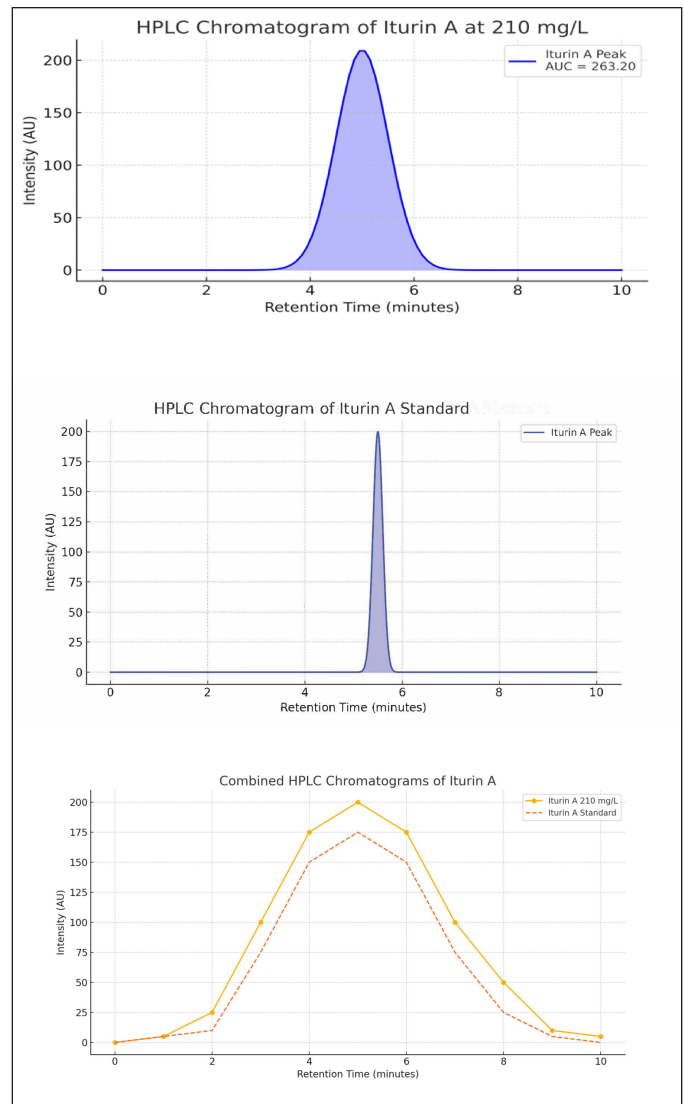 HPLC Chromatogram of Iturin A at 210 mg/L
Iturin A Peak
AUC = 263.20
Intensity (AU)
200
150
100
50
0
0 2 4 6 8 10
Retention Time (minutes)
HPLC Chromatogram of Iturin A Standard
Iturin A Peak
Intensity (AU)
200
175
150
125
100
75
50
25
0
0 2 4 6 8 10
Retention Time (minutes)
Combined HPLC Chromatograms of Iturin A
Iturin A 210 mg/L
Iturin A Standard
Intensity (AU)
200
175
150
125
100
75
50
25
0
0 2 4 6 8 10
Retention Time (minutes)